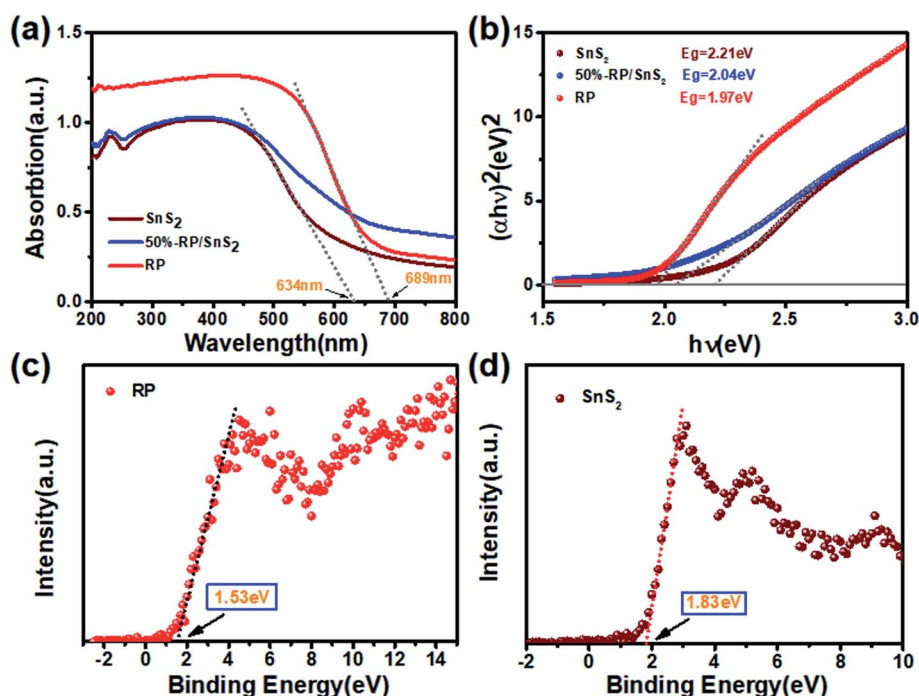 (a)
1.5
1.0
0.5
0.0
Absorbtion(a.u.)
SnS2
50%-RP/SnS2
RP
634nm
689nm
200 300 400 500 600 700 800
Wavelength(nm)
(b)
SnS2 Eg=2.21eV
50%-RP/SnS2 Eg=2.04eV
RP Eg=1.97eV
15
10
5
0
(αhν)²(eV)²
1.5 2.0 2.5 3.0
hν(eV)
(c)
RP
Intensity(a.u.)
1.53eV
-2 0 2 4 6 8 10 12 14
Binding Energy(eV)
(d)
SnS2
Intensity(a.u.)
1.83eV
-2 0 2 4 6 8 10
Binding Energy(eV)